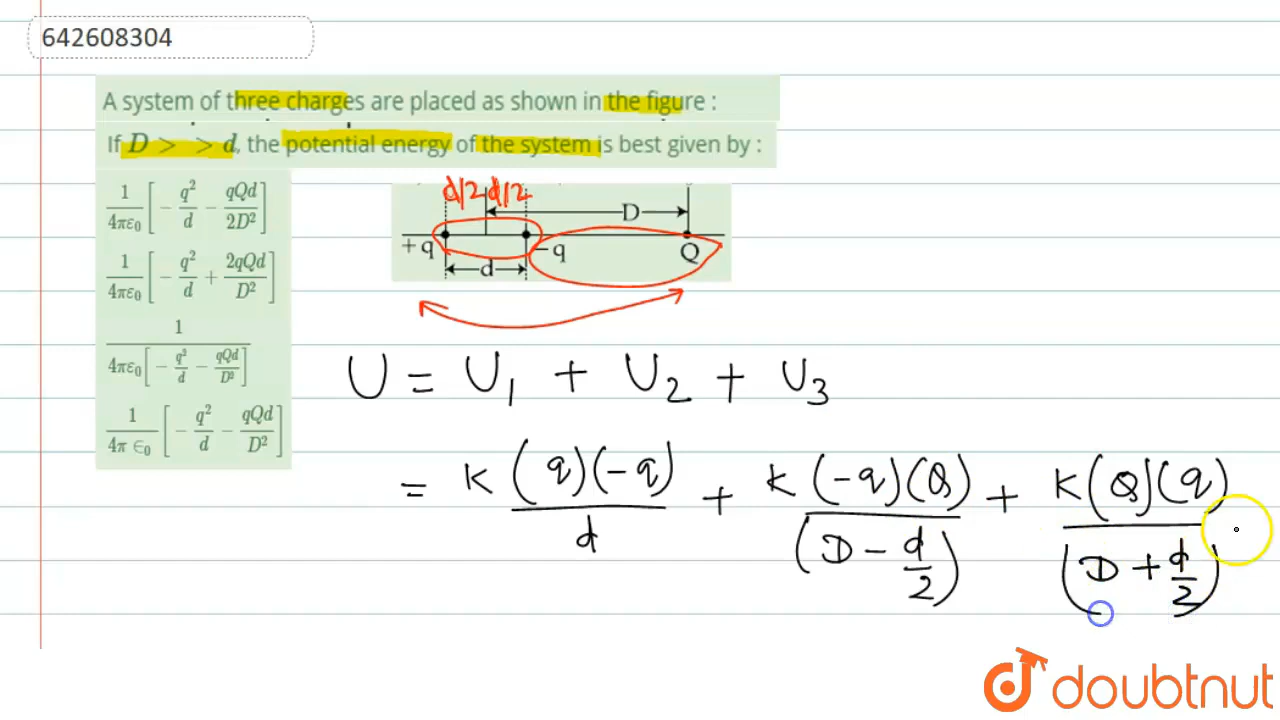 642608304
A system of three charges are placed as shown in the figure :
If D > > d, the potential energy of the system is best given by :
1/4πε₀ [ − q²/d − qQd/2D² ]
1/4πε₀ [ − q²/d + 2qQd/D² ]
1 / 4πε₀[ − q²/d − qQd/D² ]
1/4π ∈₀ [ − q²/d − qQd/D² ]
d/2 d/2
D
+q −q Q
d
U = U₁ + U₂ + U₃
= K (q)(−q)/d + K (−q)(Q)/(D − d/2) + K(Q)(q)/(D + d/2)
doubtnut